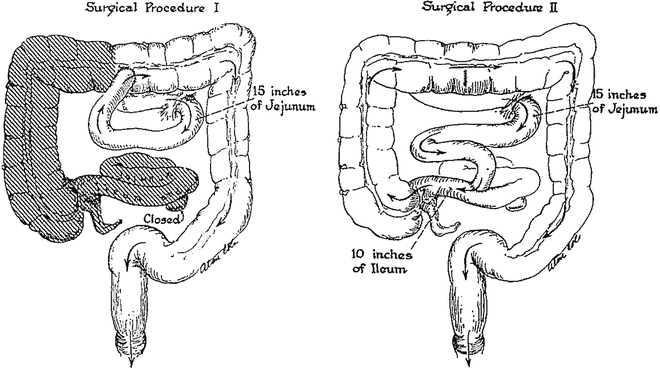 Surgical Procedure I
Surgical Procedure II
15 inches
of Jejunum
15 inches
of Jejunum
Closed
10 inches
of Ileum